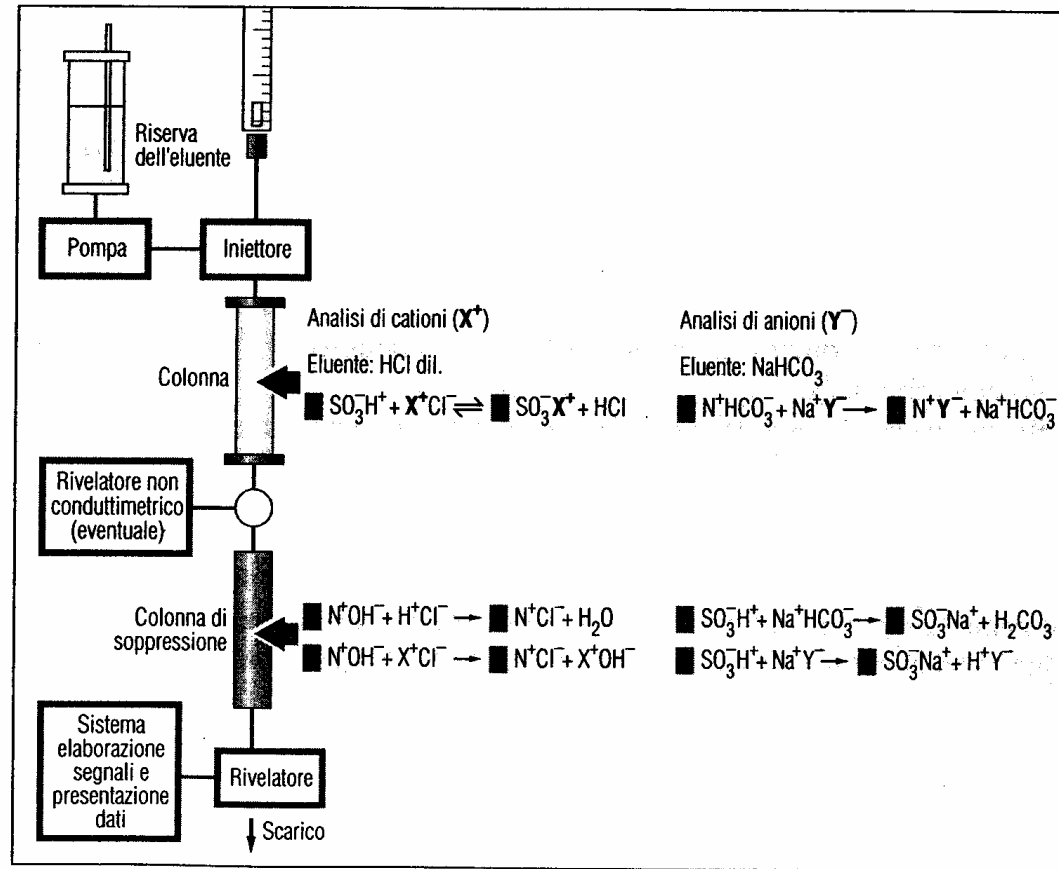 Riserva
dell'eluente
Pompa
Iniettore
Colonna
Analisi di cationi (X⁺)
Eluente: HCl dil.
■ SO₃⁻H⁺ + X⁺Cl⁻ ⇌ ■ SO₃⁻X⁺ + HCl
Analisi di anioni (Y⁻)
Eluente: NaHCO₃
■ N⁺HCO₃⁻ + Na⁺Y⁻ → ■ N⁺Y⁻ + Na⁺HCO₃⁻
Rivelatore non
conduttimetrico
(eventuale)
Colonna di
soppressione
■ N⁺OH⁻ + H⁺Cl⁻ → ■ N⁺Cl⁻ + H₂O
■ N⁺OH⁻ + X⁺Cl⁻ → ■ N⁺Cl⁻ + X⁺OH⁻
■ SO₃⁻H⁺ + Na⁺HCO₃⁻ → ■ SO₃⁻Na⁺ + H₂CO₃
■ SO₃⁻H⁺ + Na⁺Y⁻ → ■ SO₃⁻Na⁺ + H⁺Y⁻
Sistema
elaborazione
segnali e
presentazione
dati
Rivelatore
Scarico